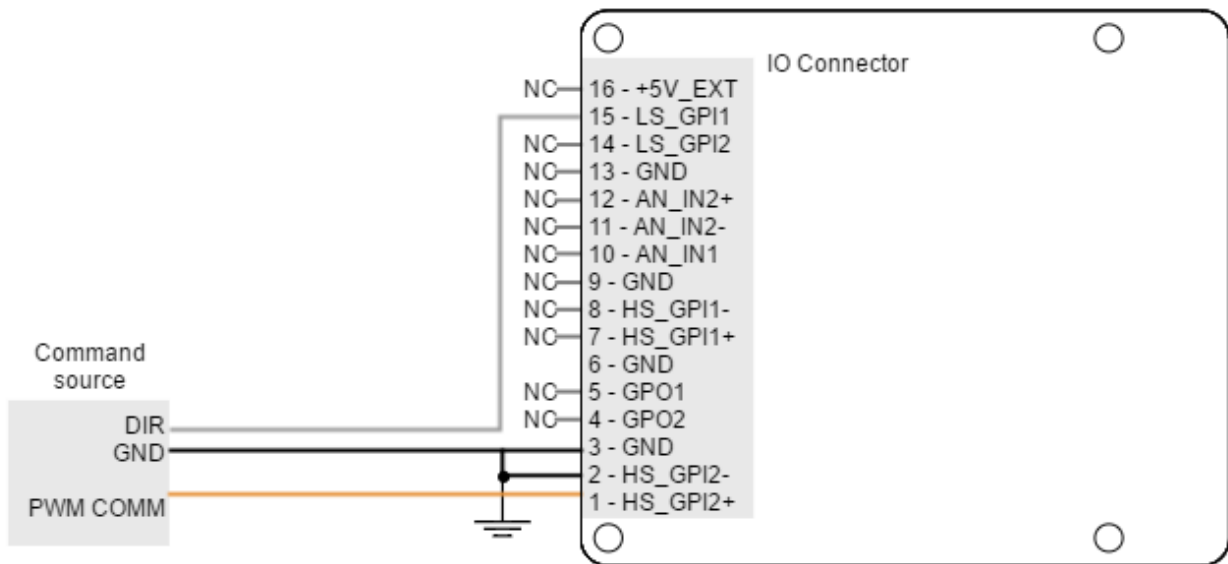 IO Connector
NC 16 - +5V_EXT
15 - LS_GPI1
NC 14 - LS_GPI2
NC 13 - GND
NC 12 - AN_IN2+
NC 11 - AN_IN2-
NC 10 - AN_IN1
NC 9 - GND
NC 8 - HS_GPI1-
NC 7 - HS_GPI1+
6 - GND
NC 5 - GPO1
NC 4 - GPO2
3 - GND
2 - HS_GPI2-
1 - HS_GPI2+
Command
source
DIR
GND
PWM COMM